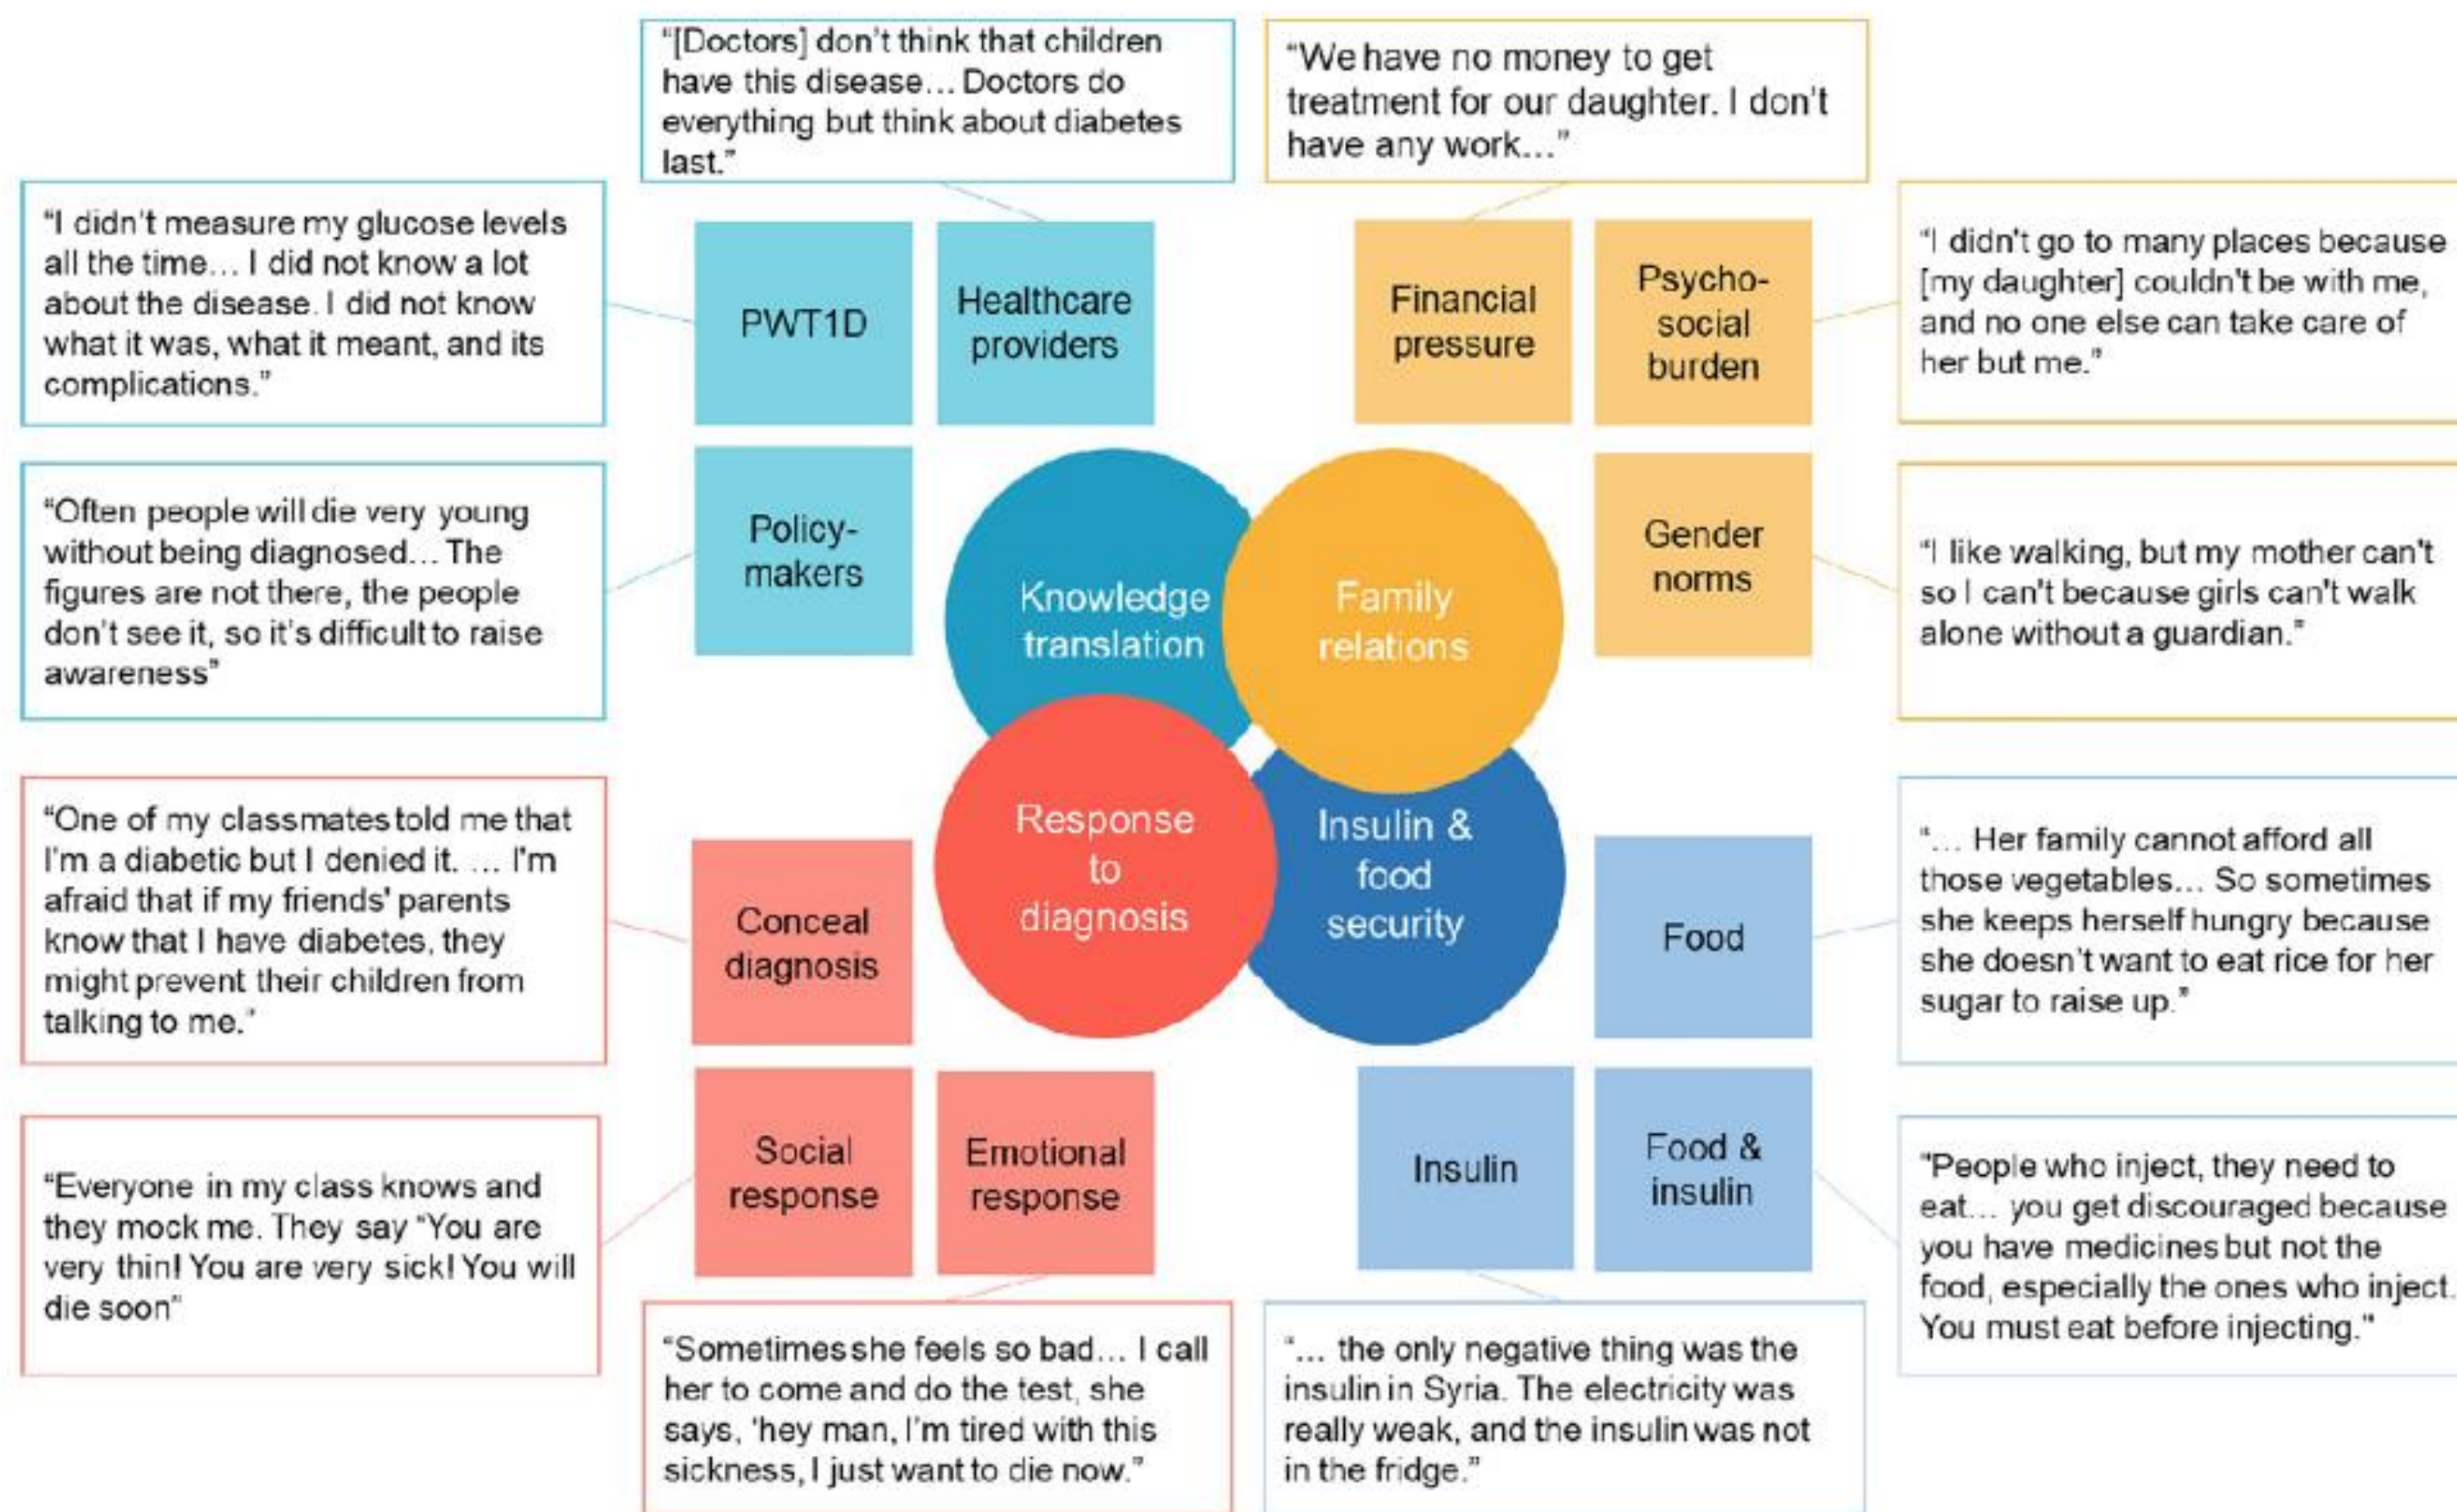 “[Doctors] don’t think that children
have this disease… Doctors do
everything but think about diabetes
last.”
“We have no money to get
treatment for our daughter. I don’t
have any work…”
“I didn’t measure my glucose levels
all the time… I did not know a lot
about the disease. I did not know
what it was, what it meant, and its
complications.”
PWT1D
Healthcare
providers
Financial
pressure
Psycho-
social
burden
“I didn't go to many places because
[my daughter] couldn't be with me,
and no one else can take care of
her but me.”
“Often people will die very young
without being diagnosed… The
figures are not there, the people
don’t see it, so it’s difficult to raise
awareness”
Policy-
makers
Knowledge
translation
Family
relations
Gender
norms
“I like walking, but my mother can't
so I can't because girls can't walk
alone without a guardian.”
“One of my classmates told me that
I’m a diabetic but I denied it. … I’m
afraid that if my friends' parents
know that I have diabetes, they
might prevent their children from
talking to me.”
Conceal
diagnosis
Response
to
diagnosis
Insulin &
food
security
Food
“… Her family cannot afford all
those vegetables… So sometimes
she keeps herself hungry because
she doesn’t want to eat rice for her
sugar to raise up.”
“Everyone in my class knows and
they mock me. They say “You are
very thin! You are very sick! You will
die soon”
Social
response
Emotional
response
Insulin
Food &
insulin
"People who inject, they need to
eat… you get discouraged because
you have medicines but not the
food, especially the ones who inject.
You must eat before injecting."
“Sometimes she feels so bad… I call
her to come and do the test, she
says, ‘hey man, I’m tired with this
sickness, I just want to die now.”
“… the only negative thing was the
insulin in Syria. The electricity was
really weak, and the insulin was not
in the fridge.”